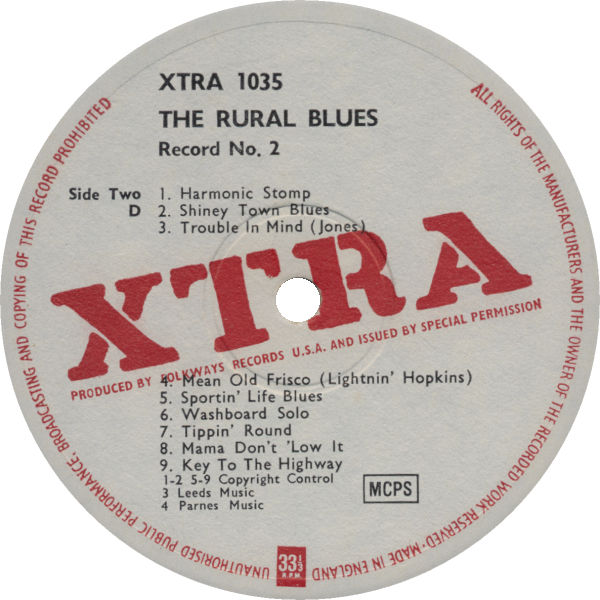 XTRA 1035
THE RURAL BLUES
Record No. 2
Side Two
D
1. Harmonic Stomp
2. Shiney Town Blues
3. Trouble In Mind (Jones)
XTRA
PRODUCED BY FOLKWAYS RECORDS U.S.A. AND ISSUED BY SPECIAL PERMISSION
4. Mean Old Frisco (Lightnin' Hopkins)
5. Sportin' Life Blues
6. Washboard Solo
7. Tippin' Round
8. Mama Don't 'Low It
9. Key To The Highway
1-2 5-9 Copyright Control
3 Leeds Music
4 Parnes Music
MCPS
33⅓
R.P.M.
ALL RIGHTS OF THE MANUFACTURERS AND THE OWNER OF THE RECORDED WORK RESERVED·MADE IN ENGLAND
UNAUTHORISED PUBLIC PERFORMANCE, BROADCASTING AND COPYING OF THIS RECORD PROHIBITED